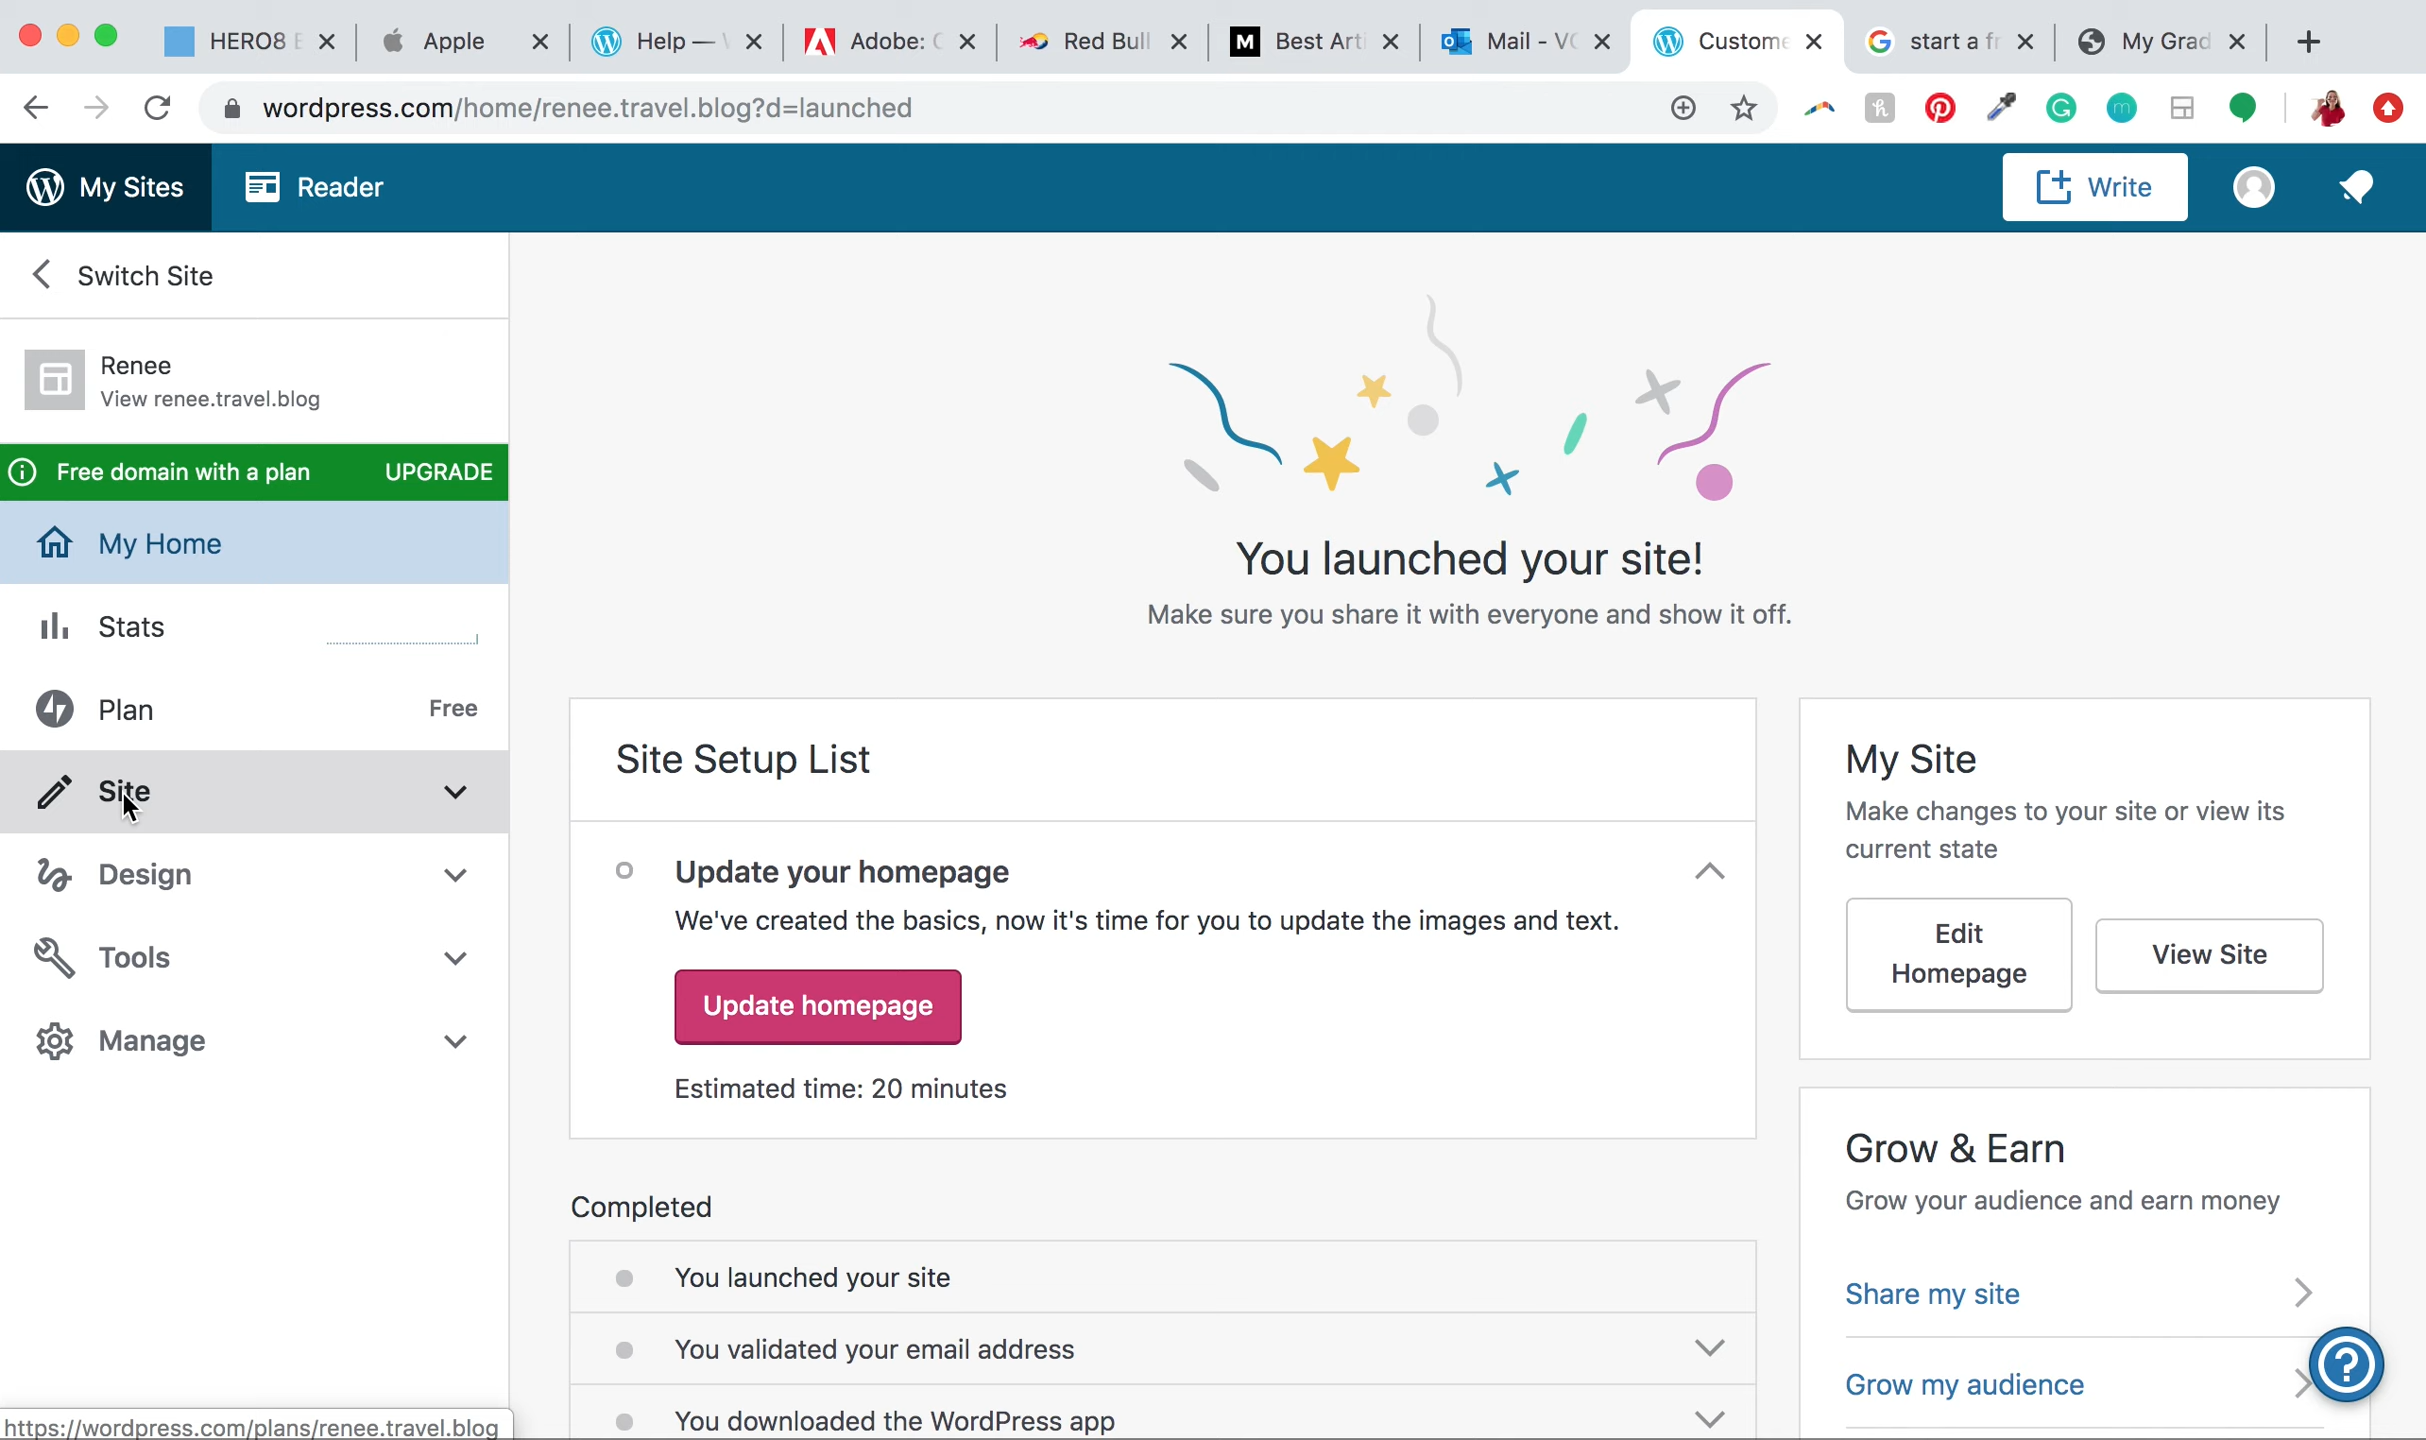 HERO8 Apple Help — Adobe: Red Bull M Best Arti Mail - Custome start a fr My Grad
wordpress.com/home/renee.travel.blog?d=launched
My Sites Reader Write
Switch Site
Renee
View renee.travel.blog
Free domain with a plan UPGRADE
My Home
Stats
Plan Free
Site
Design
Tools
Manage
https://wordpress.com/plans/renee.travel.blog
You launched your site!
Make sure you share it with everyone and show it off.
Site Setup List
Update your homepage
We've created the basics, now it's time for you to update the images and text.
Update homepage
Estimated time: 20 minutes
Completed
You launched your site
You validated your email address
You downloaded the WordPress app
My Site
Make changes to your site or view its
current state
Edit
Homepage
View Site
Grow & Earn
Grow your audience and earn money
Share my site
Grow my audience
?